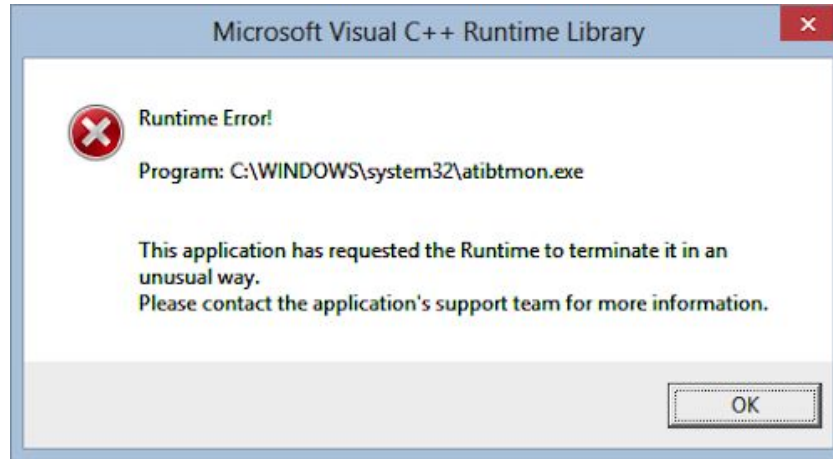 Microsoft Visual C++ Runtime Library
Runtime Error!
Program: C:\WINDOWS\system32\atibtmon.exe
This application has requested the Runtime to terminate it in an
unusual way.
Please contact the application's support team for more information.
OK